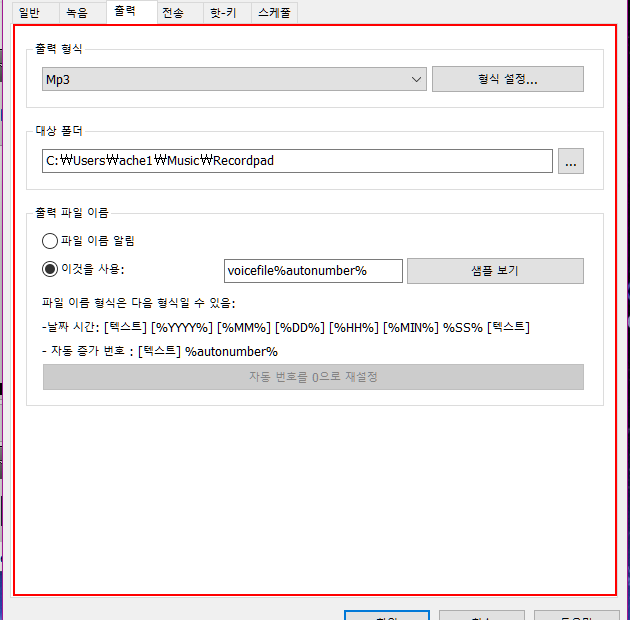 일반 녹음 출력 전송 핫-키 스케줄
출력 형식
Mp3 형식 설정...
대상 폴더
C:₩Users₩ache1₩Music₩Recordpad ...
출력 파일 이름
파일 이름 알림
이것을 사용: voicefile%autonumber% 샘플 보기
파일 이름 형식은 다음 형식일 수 있음:
-날짜 시간: [텍스트] [%YYYY%] [%MM%] [%DD%] [%HH%] [%MIN%] %SS% [텍스트]
- 자동 증가 번호 : [텍스트] %autonumber%
자동 번호를 0으로 재설정